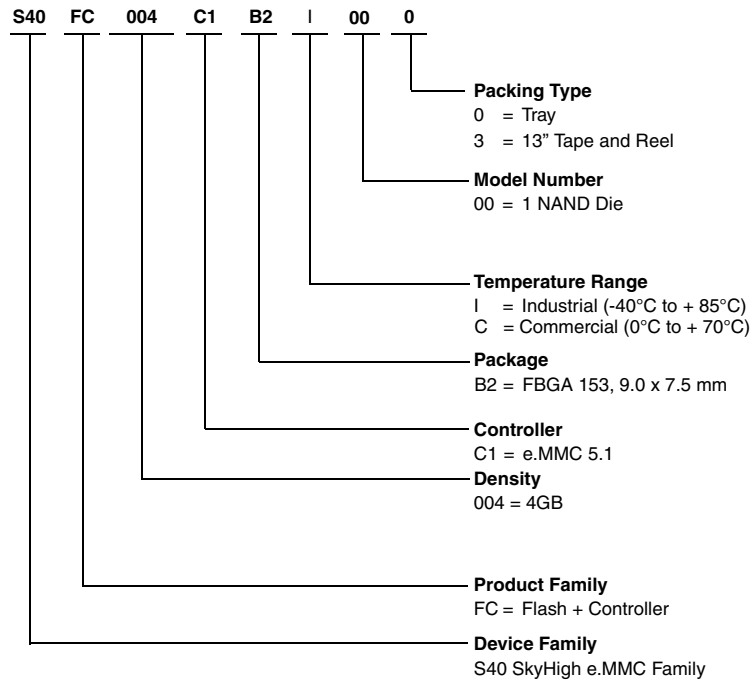 S40 FC 004 C1 B2 I 00 0
Packing Type
0 = Tray
3 = 13” Tape and Reel
Model Number
00 = 1 NAND Die
Temperature Range
I = Industrial (-40°C to + 85°C)
C = Commercial (0°C to + 70°C)
Package
B2 = FBGA 153, 9.0 x 7.5 mm
Controller
C1 = e.MMC 5.1
Density
004 = 4GB
Product Family
FC = Flash + Controller
Device Family
S40 SkyHigh e.MMC Family